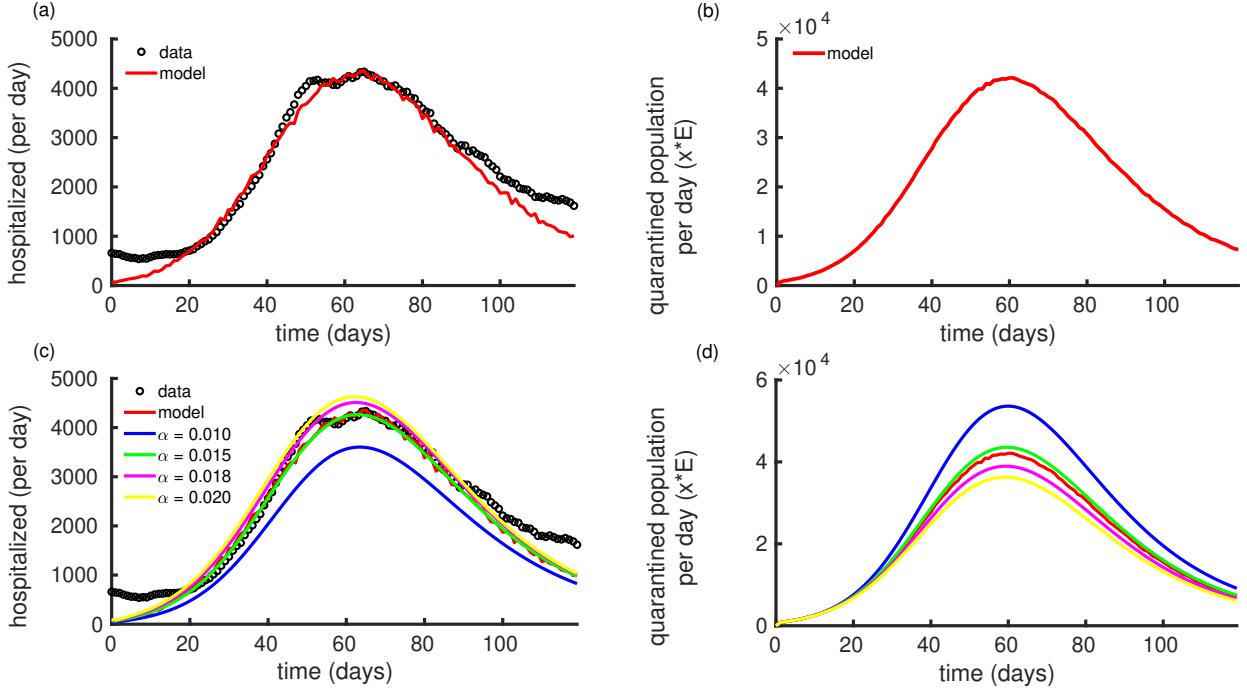 (a)
hospitalized (per day)
5000
4000
3000
2000
1000
0
data
model
0 20 40 60 80 100
time (days)
(b)
×10^4
quarantined population
per day (x*E)
5
4
3
2
1
0
model
0 20 40 60 80 100
time (days)
(c)
hospitalized (per day)
5000
4000
3000
2000
1000
0
data
model
α = 0.010
α = 0.015
α = 0.018
α = 0.020
0 20 40 60 80 100
time (days)
(d)
×10^4
quarantined population
per day (x*E)
6
4
2
0
0 20 40 60 80 100
time (days)